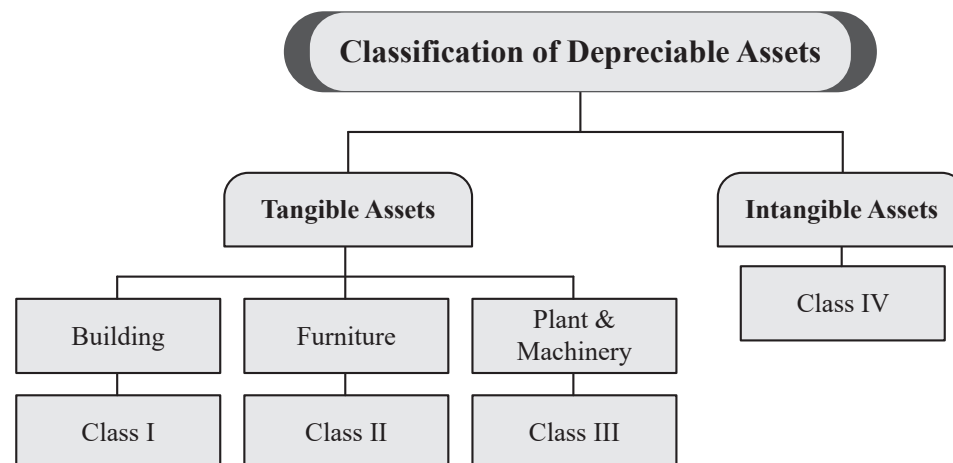 Classification of Depreciable Assets
Tangible Assets
Intangible Assets
Building
Furniture
Plant &
Machinery
Class IV
Class I
Class II
Class III